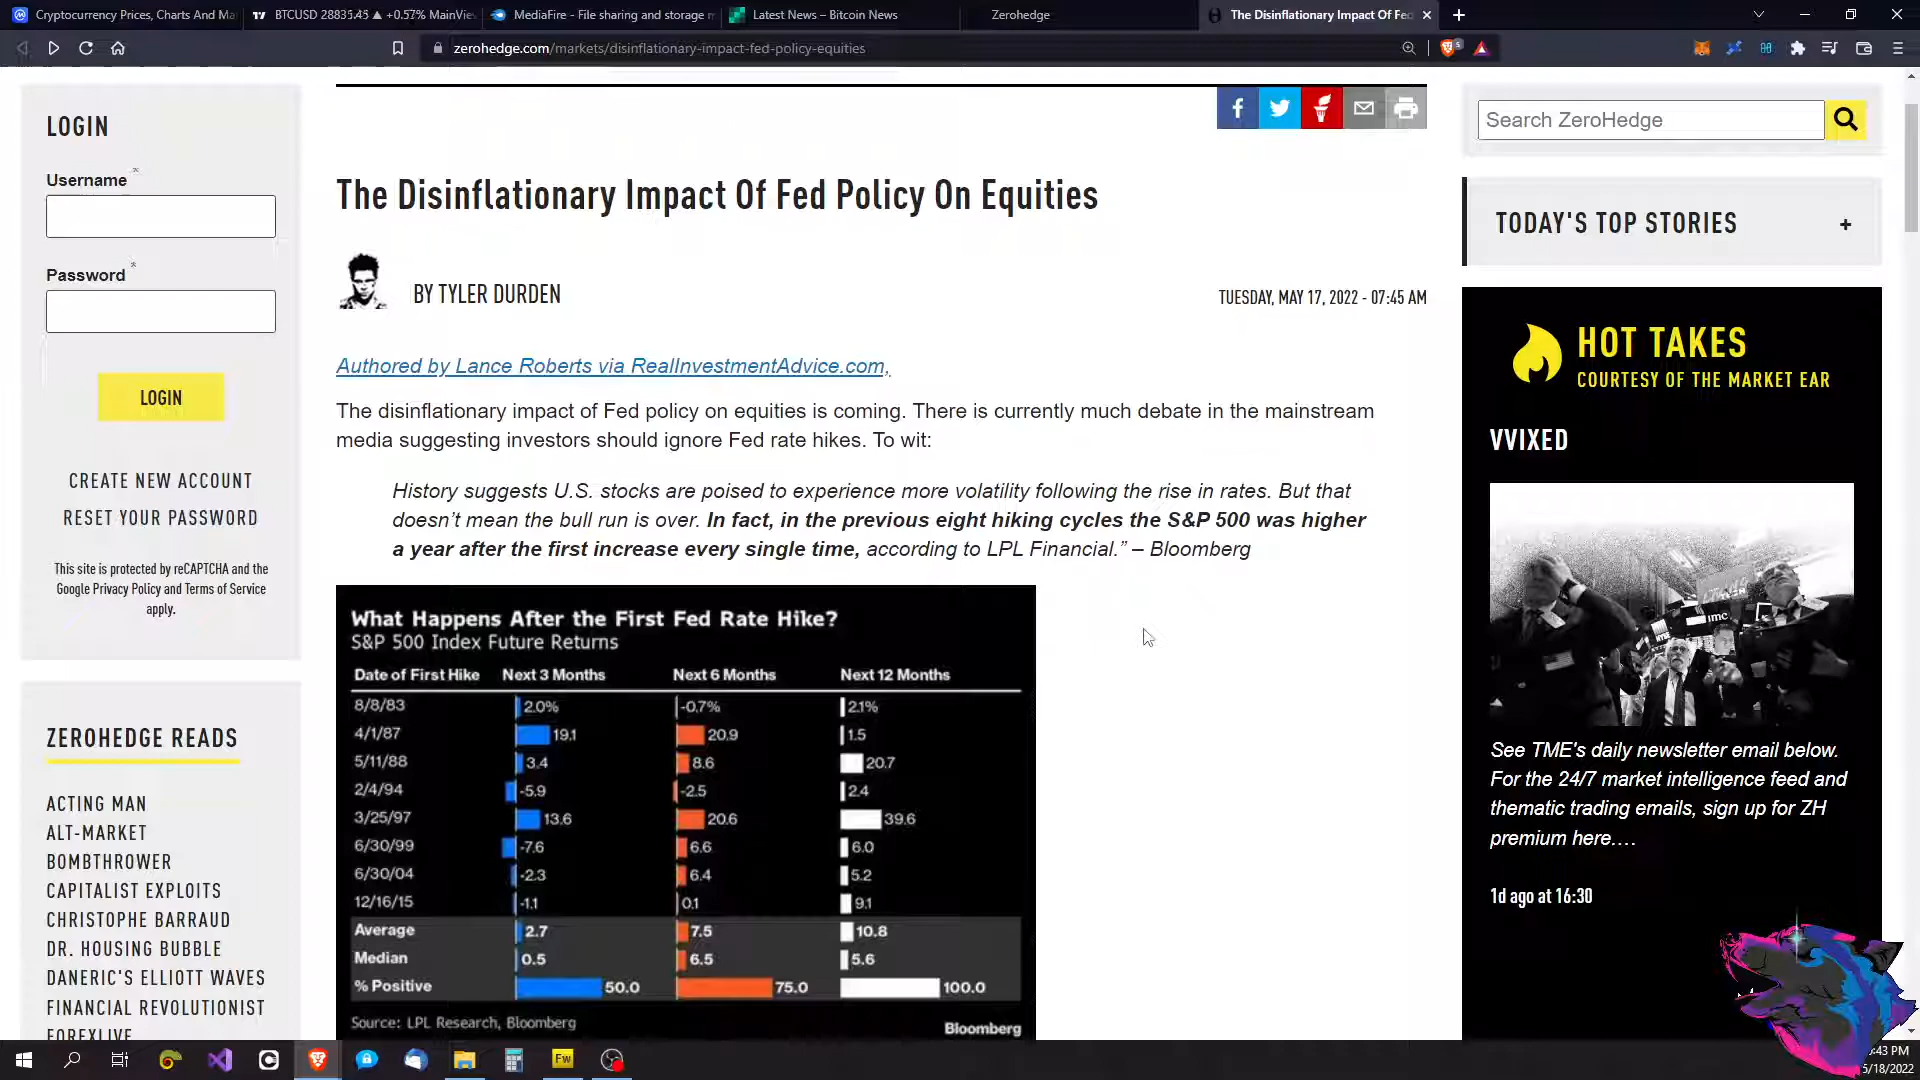 Cryptocurrency Prices, Charts And Ma
BTCUSD 28835.45 ▲ +0.57% MainVie
MediaFire - File sharing and storage m
Latest News – Bitcoin News
Zerohedge
The Disinflationary Impact Of Fed
zerohedge.com/markets/disinflationary-impact-fed-policy-equities
LOGIN
Username *
Password *
LOGIN
CREATE NEW ACCOUNT
RESET YOUR PASSWORD
This site is protected by reCAPTCHA and the
Google Privacy Policy and Terms of Service
apply.
ZEROHEDGE READS
ACTING MAN
ALT-MARKET
BOMBTHROWER
CAPITALIST EXPLOITS
CHRISTOPHE BARRAUD
DR. HOUSING BUBBLE
DANERIC'S ELLIOTT WAVES
FINANCIAL REVOLUTIONIST
FOREXLIVE
The Disinflationary Impact Of Fed Policy On Equities
BY TYLER DURDEN
TUESDAY, MAY 17, 2022 - 07:45 AM
Authored by Lance Roberts via RealInvestmentAdvice.com,
The disinflationary impact of Fed policy on equities is coming. There is currently much debate in the mainstream
media suggesting investors should ignore Fed rate hikes. To wit:
History suggests U.S. stocks are poised to experience more volatility following the rise in rates. But that
doesn’t mean the bull run is over. In fact, in the previous eight hiking cycles the S&P 500 was higher
a year after the first increase every single time, according to LPL Financial.” – Bloomberg
What Happens After the First Fed Rate Hike?
S&P 500 Index Future Returns
Date of First Hike Next 3 Months Next 6 Months Next 12 Months
8/8/83 2.0% -0.7% 2.1%
4/1/87 19.1 20.9 1.5
5/11/88 3.4 8.6 20.7
2/4/94 -5.9 -2.5 2.4
3/25/97 13.6 20.6 39.6
6/30/99 -7.6 6.6 6.0
6/30/04 -2.3 6.4 5.2
12/16/15 -1.1 0.1 9.1
Average 2.7 7.5 10.8
Median 0.5 6.5 5.6
% Positive 50.0 75.0 100.0
Source: LPL Research, Bloomberg
Bloomberg
Search ZeroHedge
TODAY'S TOP STORIES +
HOT TAKES
COURTESY OF THE MARKET EAR
VVIXED
imc
See TME's daily newsletter email below.
For the 24/7 market intelligence feed and
thematic trading emails, sign up for ZH
premium here….
1d ago at 16:30
Fw
:43 PM
5/18/2022